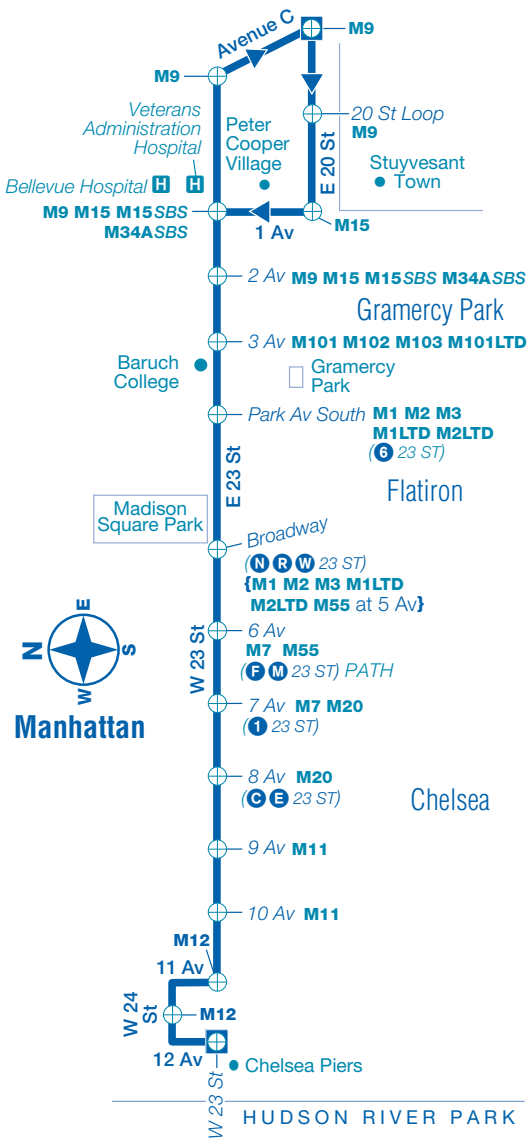 Avenue C
M9
M9
Veterans
Administration
Hospital
Peter
Cooper
Village
20 St Loop
M9
E 20 St
Stuyvesant
Town
Bellevue Hospital H H
M9 M15 M15SBS
M34ASBS
1 Av
M15
2 Av M9 M15 M15SBS M34ASBS
Gramercy Park
3 Av M101 M102 M103 M101LTD
Baruch
College
Gramercy
Park
Park Av South M1 M2 M3
M1LTD M2LTD
(6 23 ST)
E 23 St
Flatiron
Madison
Square Park
Broadway
(N R W 23 ST)
{M1 M2 M3 M1LTD
M2LTD M55 at 5 Av}
W 23 St
6 Av
M7 M55
(F M 23 ST) PATH
N
E
S
W
Manhattan
7 Av M7 M20
(1 23 ST)
8 Av M20
(C E 23 ST)
Chelsea
9 Av M11
10 Av M11
M12
11 Av
W 24
St
M12
12 Av
W 23 St
Chelsea Piers
HUDSON RIVER PARK